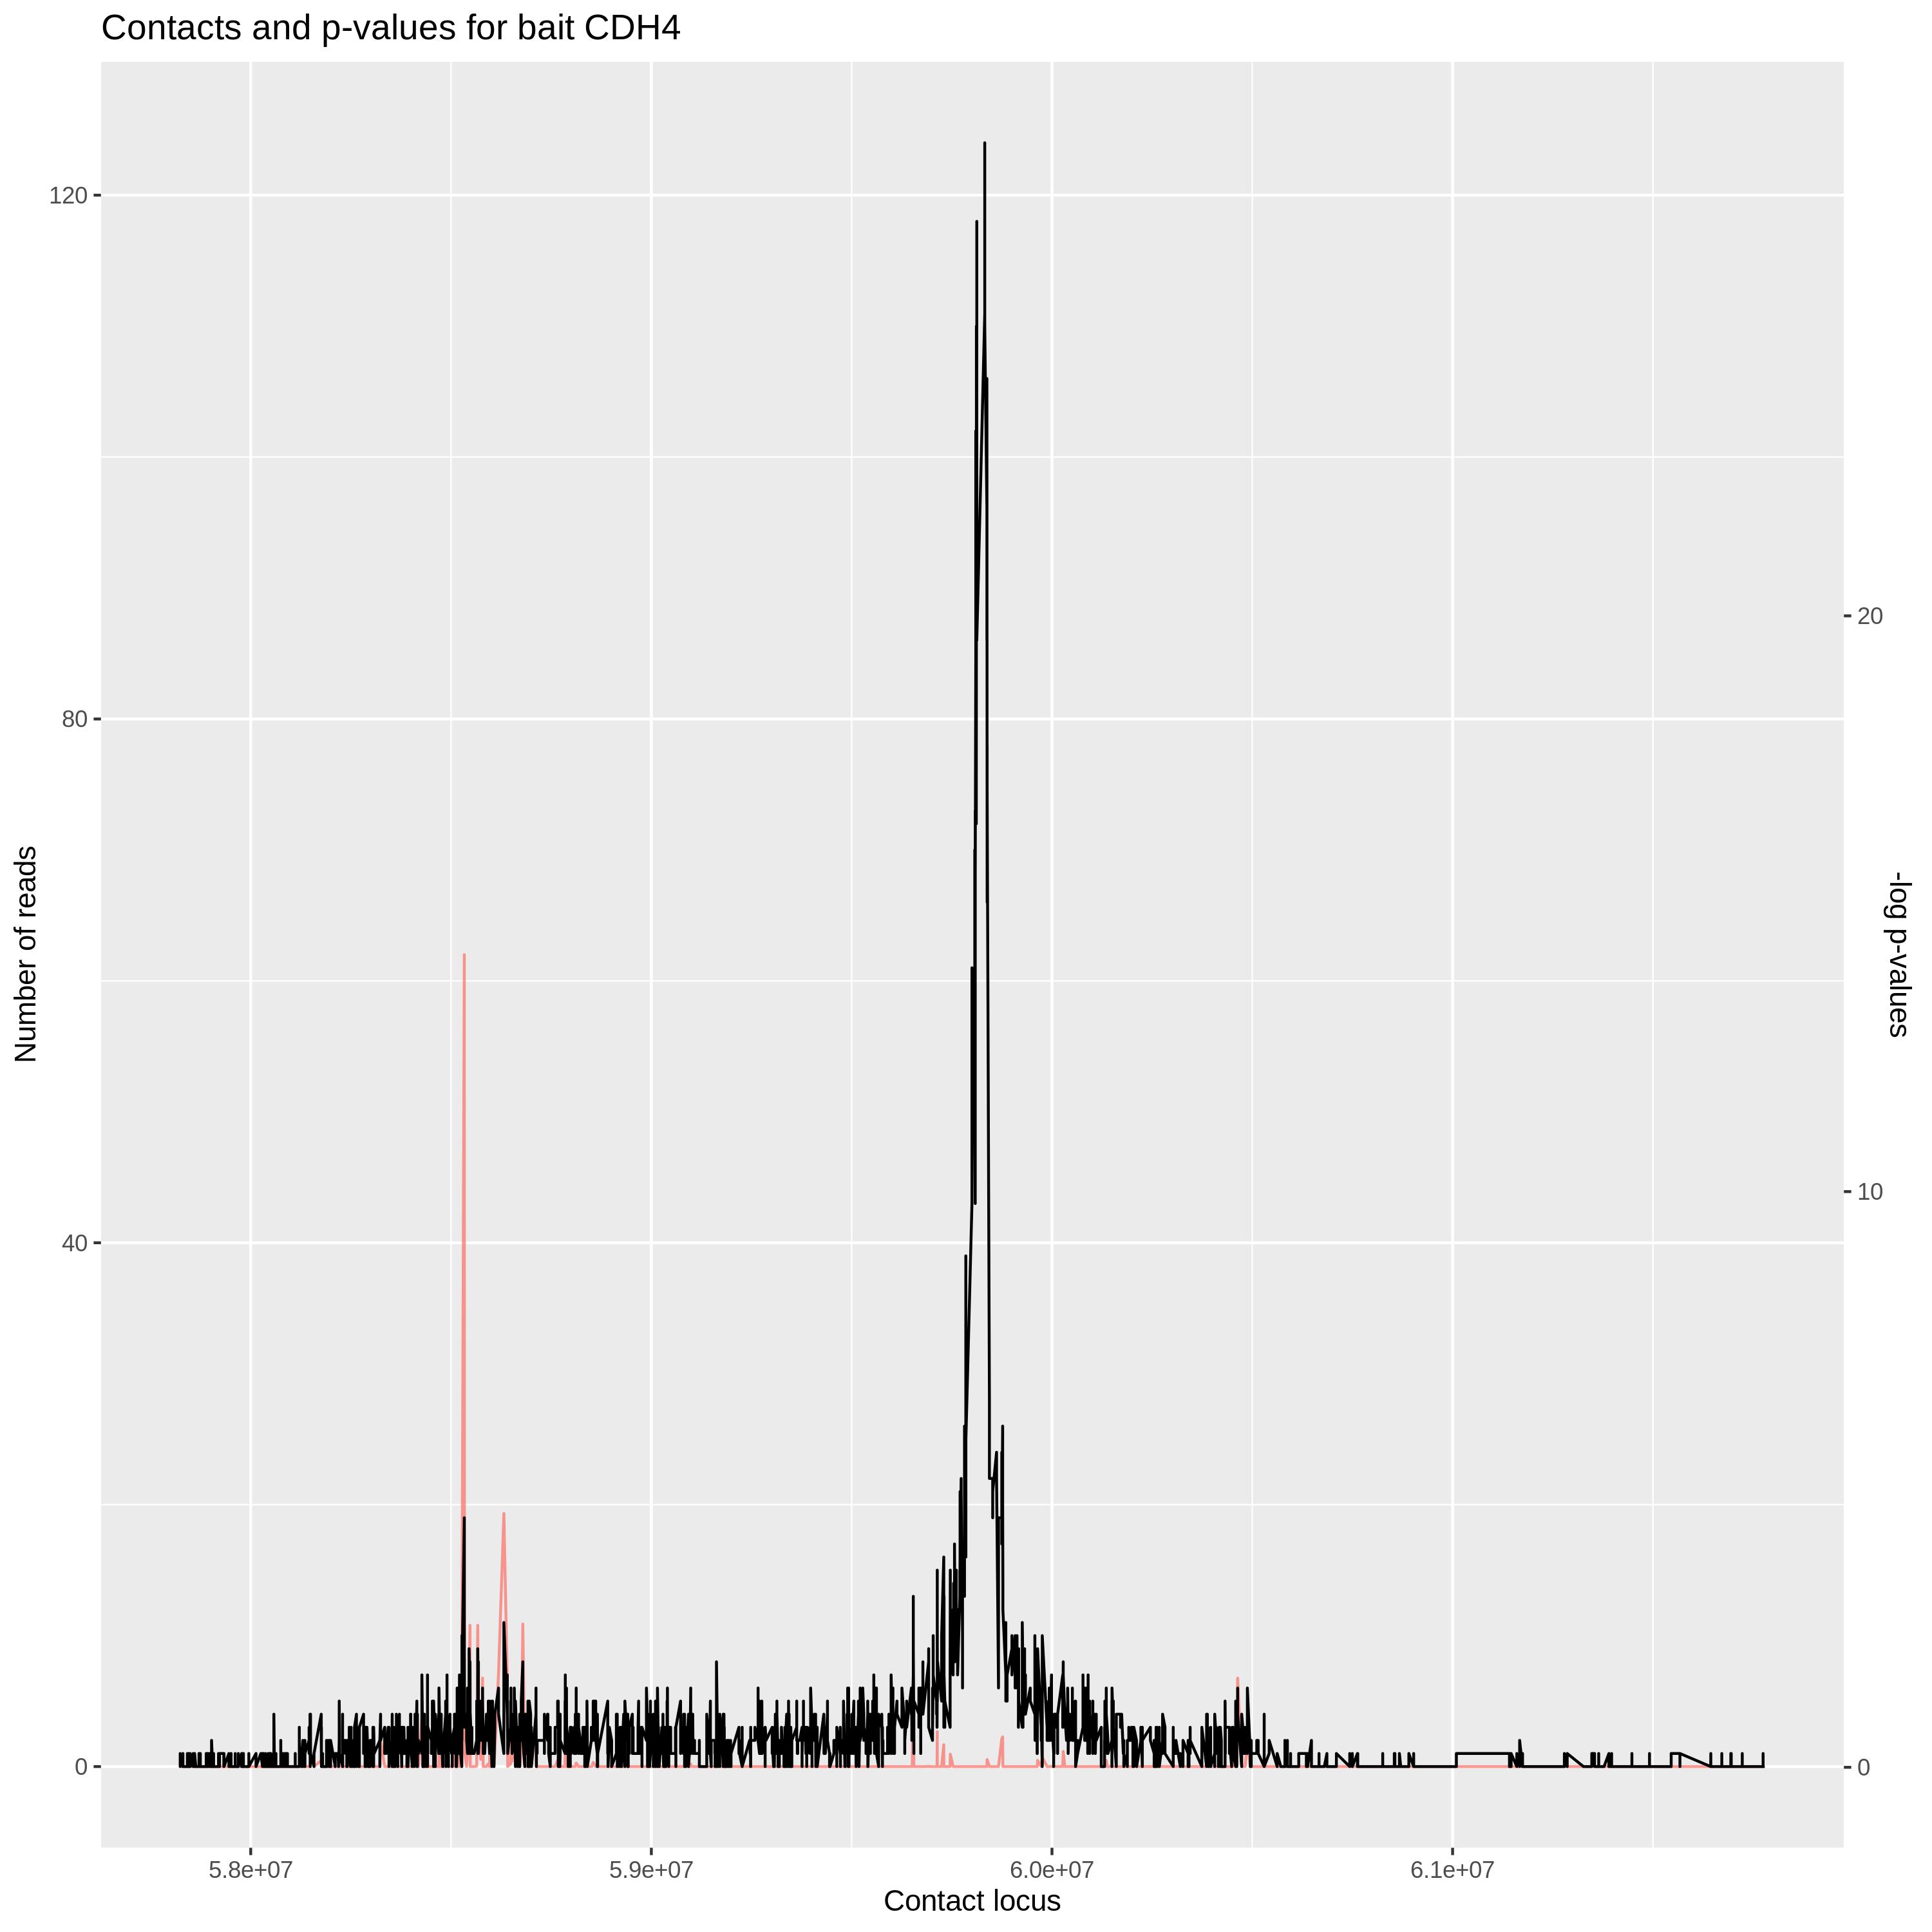 Contacts and p-values for bait CDH4
120
80
40
0
Number of reads
20
10
0
-log p-values
5.8e+07
5.9e+07
6.0e+07
6.1e+07
Contact locus